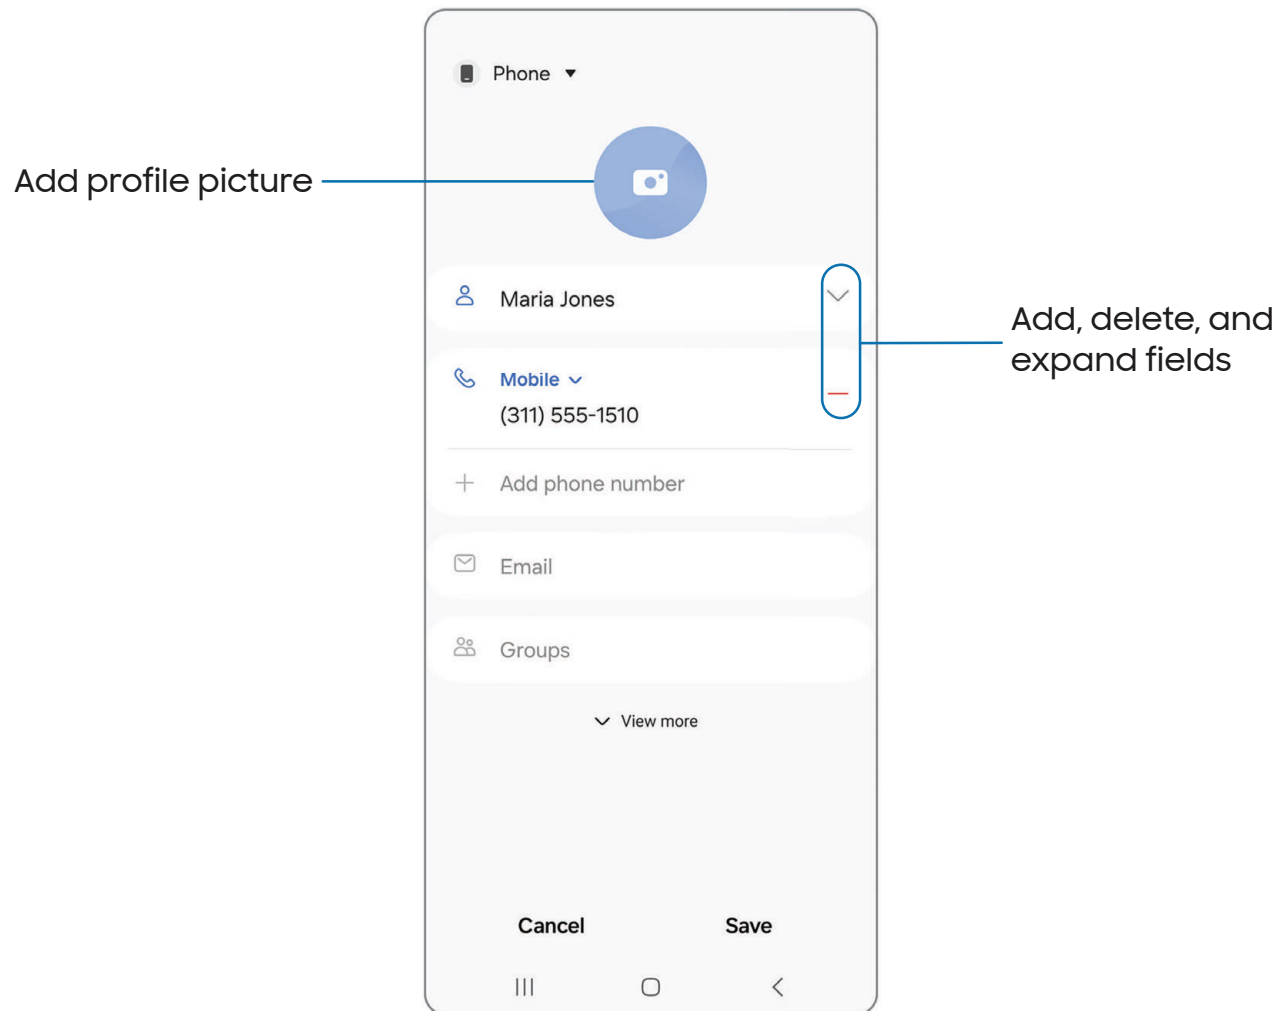 Phone
Add profile picture
Maria Jones
Add, delete, and
expand fields
Mobile
(311) 555-1510
Add phone number
Email
Groups
View more
Cancel
Save